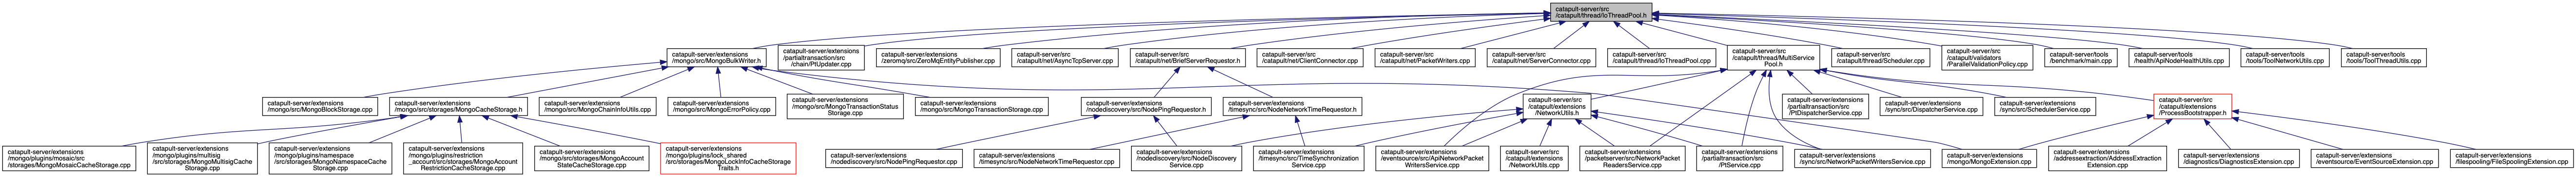 catapult-server/src
/catapult/thread/IoThreadPool.h
catapult-server/extensions
/mongo/src/MongoBulkWriter.h
catapult-server/extensions
/partialtransaction/src
/chain/PtUpdater.cpp
catapult-server/extensions
/zeromq/src/ZeroMqEntityPublisher.cpp
catapult-server/src
/catapult/net/AsyncTcpServer.cpp
catapult-server/src
/catapult/net/BriefServerRequestor.h
catapult-server/src
/catapult/net/ClientConnector.cpp
catapult-server/src
/catapult/net/PacketWriters.cpp
catapult-server/src
/catapult/net/ServerConnector.cpp
catapult-server/src
/catapult/thread/IoThreadPool.cpp
catapult-server/src
/catapult/thread/MultiService
Pool.h
catapult-server/src
/catapult/thread/Scheduler.cpp
catapult-server/src
/catapult/validators
/ParallelValidationPolicy.cpp
catapult-server/tools
/benchmark/main.cpp
catapult-server/tools
/health/ApiNodeHealthUtils.cpp
catapult-server/tools
/tools/ToolNetworkUtils.cpp
catapult-server/tools
/tools/ToolThreadUtils.cpp
catapult-server/extensions
/mongo/src/MongoBlockStorage.cpp
catapult-server/extensions
/mongo/src/storages/MongoCacheStorage.h
catapult-server/extensions
/mongo/src/MongoChainInfoUtils.cpp
catapult-server/extensions
/mongo/src/MongoErrorPolicy.cpp
catapult-server/extensions
/mongo/src/MongoTransactionStatus
Storage.cpp
catapult-server/extensions
/mongo/src/MongoTransactionStorage.cpp
catapult-server/extensions
/nodediscovery/src/NodePingRequestor.h
catapult-server/extensions
/timesync/src/NodeNetworkTimeRequestor.h
catapult-server/src
/catapult/extensions
/NetworkUtils.h
catapult-server/extensions
/partialtransaction/src
/PtDispatcherService.cpp
catapult-server/extensions
/sync/src/DispatcherService.cpp
catapult-server/extensions
/sync/src/SchedulerService.cpp
catapult-server/src
/catapult/extensions
/ProcessBootstrapper.h
catapult-server/extensions
/mongo/plugins/mosaic/src
/storages/MongoMosaicCacheStorage.cpp
catapult-server/extensions
/mongo/plugins/multisig
/src/storages/MongoMultisigCache
Storage.cpp
catapult-server/extensions
/mongo/plugins/namespace
/src/storages/MongoNamespaceCache
Storage.cpp
catapult-server/extensions
/mongo/plugins/restriction
_account/src/storages/MongoAccount
RestrictionCacheStorage.cpp
catapult-server/extensions
/mongo/src/storages/MongoAccount
StateCacheStorage.cpp
catapult-server/extensions
/mongo/plugins/lock_shared
/src/storages/MongoLockInfoCacheStorage
Traits.h
catapult-server/extensions
/nodediscovery/src/NodePingRequestor.cpp
catapult-server/extensions
/timesync/src/NodeNetworkTimeRequestor.cpp
catapult-server/extensions
/nodediscovery/src/NodeDiscovery
Service.cpp
catapult-server/extensions
/timesync/src/TimeSynchronization
Service.cpp
catapult-server/extensions
/eventsource/src/ApiNetworkPacket
WritersService.cpp
catapult-server/src
/catapult/extensions
/NetworkUtils.cpp
catapult-server/extensions
/packetserver/src/NetworkPacket
ReadersService.cpp
catapult-server/extensions
/partialtransaction/src
/PtService.cpp
catapult-server/extensions
/sync/src/NetworkPacketWritersService.cpp
catapult-server/extensions
/mongo/MongoExtension.cpp
catapult-server/extensions
/addressextraction/AddressExtraction
Extension.cpp
catapult-server/extensions
/diagnostics/DiagnosticsExtension.cpp
catapult-server/extensions
/eventsource/EventSourceExtension.cpp
catapult-server/extensions
/filespooling/FileSpoolingExtension.cpp